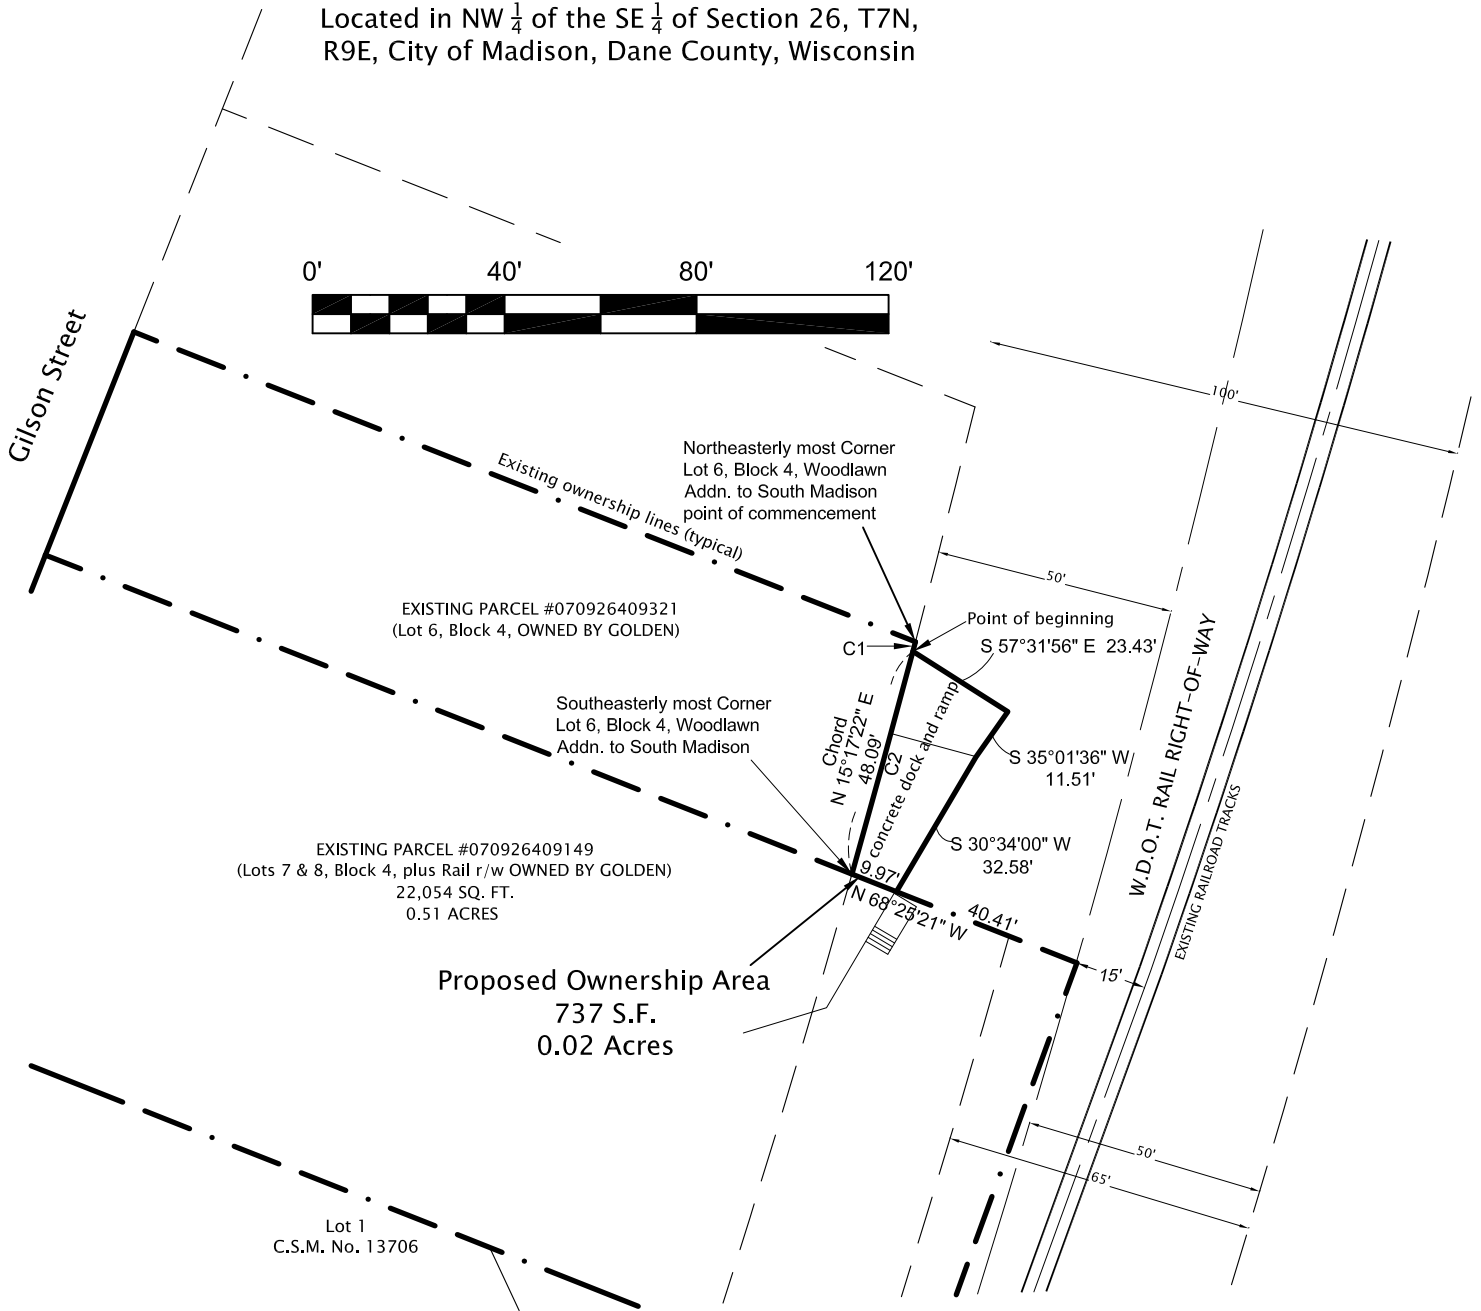 Located in NW 1/4 of the SE 1/4 of Section 26, T7N,
R9E, City of Madison, Dane County, Wisconsin
0' 40' 80' 120'
Gilson Street
100'
Existing ownership lines (typical)
Northeasterly most Corner
Lot 6, Block 4, Woodlawn
Addn. to South Madison
point of commencement
50'
EXISTING PARCEL #070926409321
(Lot 6, Block 4, OWNED BY GOLDEN)
Point of beginning
C1
S 57°31'56" E 23.43'
W.D.O.T. RAIL RIGHT-OF-WAY
Southeasterly most Corner
Lot 6, Block 4, Woodlawn
Addn. to South Madison
Chord
N 15°17'22" E
48.09'
C2
concrete dock and ramp
S 35°01'36" W
11.51'
EXISTING RAILROAD TRACKS
S 30°34'00" W
32.58'
EXISTING PARCEL #070926409149
(Lots 7 & 8, Block 4, plus Rail r/w OWNED BY GOLDEN)
22,054 SQ. FT.
0.51 ACRES
9.97'
N 68°25'21" W
40.41'
15'
Proposed Ownership Area
737 S.F.
0.02 Acres
50'
65'
Lot 1
C.S.M. No. 13706